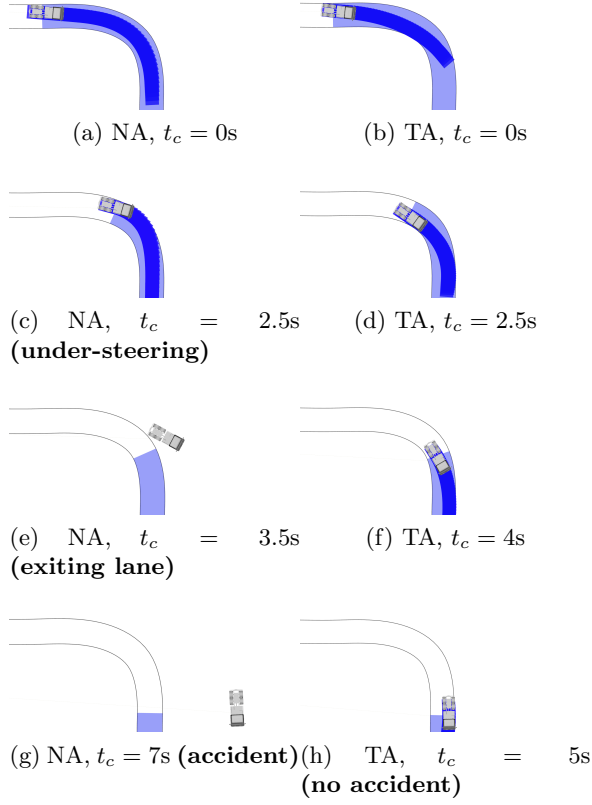 (a) NA, t_c = 0s
(b) TA, t_c = 0s
(c) NA, t_c = 2.5s
(under-steering)
(d) TA, t_c = 2.5s
(e) NA, t_c = 3.5s
(exiting lane)
(f) TA, t_c = 4s
(g) NA, t_c = 7s (accident)
(h) TA, t_c = 5s
(no accident)